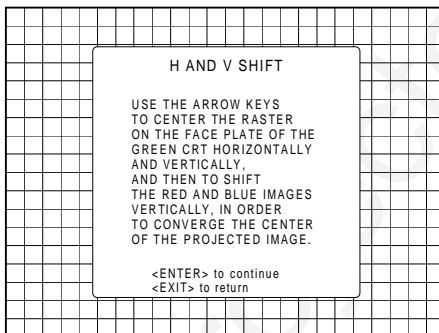 H AND V SHIFT
USE THE ARROW KEYS
TO CENTER THE RASTER
ON THE FACE PLATE OF THE
GREEN CRT HORIZONTALLY
AND VERTICALLY,
AND THEN TO SHIFT
THE RED AND BLUE IMAGES
VERTICALLY, IN ORDER
TO CONVERGE THE CENTER
OF THE PROJECTED IMAGE.
<ENTER> to continue
<EXIT> to return